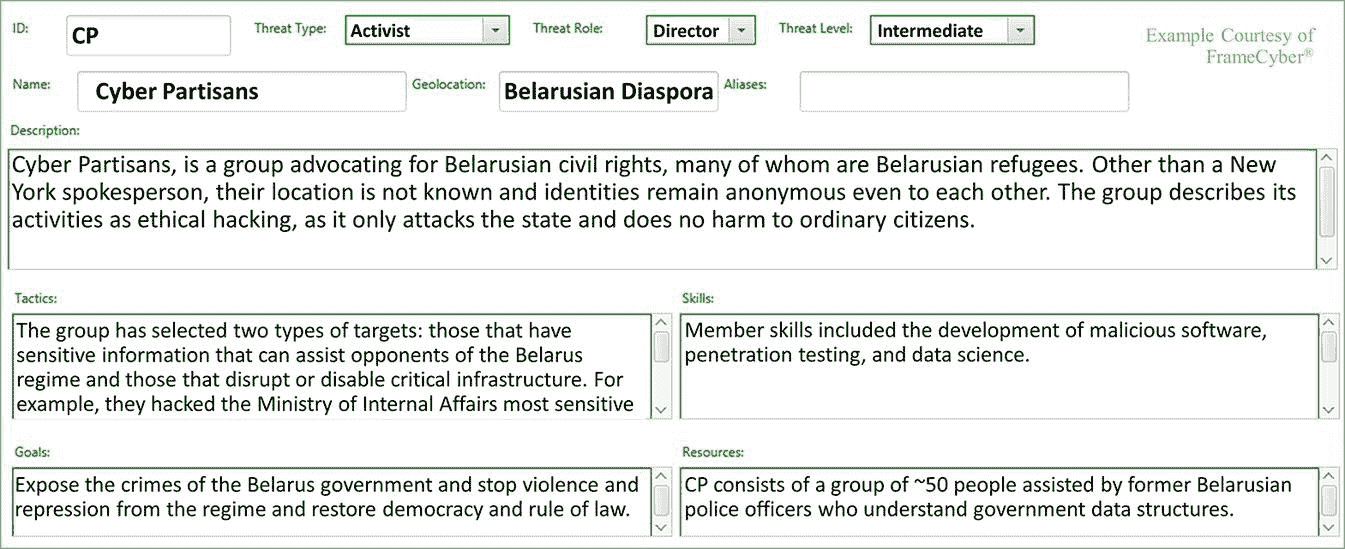 ID: CP Threat Type: Activist Threat Role: Director Threat Level: Intermediate
Example Courtesy of
FrameCyber®
Name: Cyber Partisans Geolocation: Belarusian Diaspora Aliases:
Description:
Cyber Partisans, is a group advocating for Belarusian civil rights, many of whom are Belarusian refugees. Other than a New
York spokesperson, their location is not known and identities remain anonymous even to each other. The group describes its
activities as ethical hacking, as it only attacks the state and does no harm to ordinary citizens.
Tactics:
The group has selected two types of targets: those that have
sensitive information that can assist opponents of the Belarus
regime and those that disrupt or disable critical infrastructure. For
example, they hacked the Ministry of Internal Affairs most sensitive
Skills:
Member skills included the development of malicious software,
penetration testing, and data science.
Goals:
Expose the crimes of the Belarus government and stop violence and
repression from the regime and restore democracy and rule of law.
Resources:
CP consists of a group of ~50 people assisted by former Belarusian
police officers who understand government data structures.